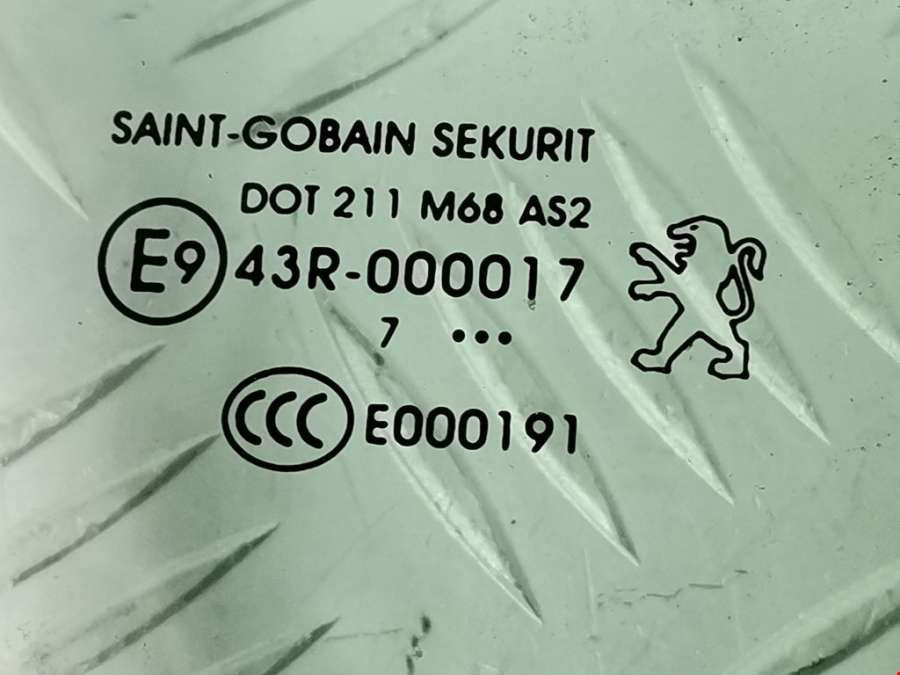 SAINT-GOBAIN SEKURIT
DOT 211 M68 AS2
E9 43R-000017
7 •••
CCC E000191